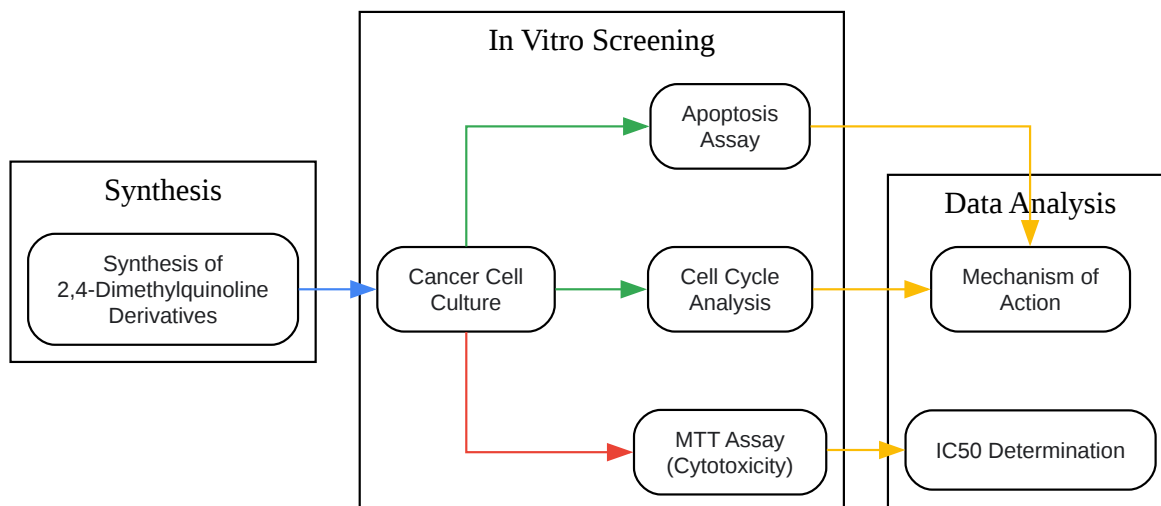 Synthesis
Synthesis of
2,4-Dimethylquinoline
Derivatives
In Vitro Screening
Cancer Cell
Culture
Apoptosis
Assay
Cell Cycle
Analysis
MTT Assay
(Cytotoxicity)
Data Analysis
Mechanism of
Action
IC50 Determination